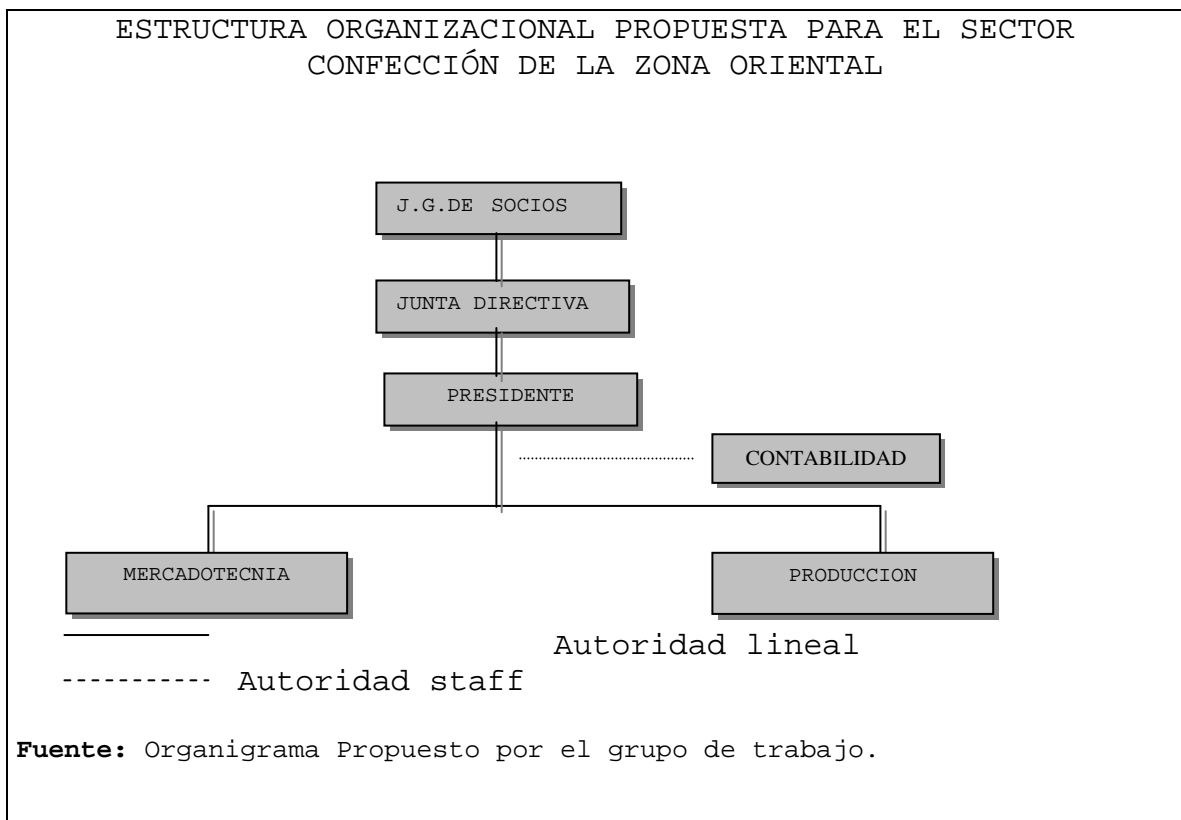 ESTRUCTURA ORGANIZACIONAL PROPUESTA PARA EL SECTOR
CONFECCIÓN DE LA ZONA ORIENTAL
J.G.DE SOCIOS
JUNTA DIRECTIVA
PRESIDENTE
CONTABILIDAD
MERCADOTECNIA
PRODUCCION
Autoridad lineal
Autoridad staff
Fuente: Organigrama Propuesto por el grupo de trabajo.